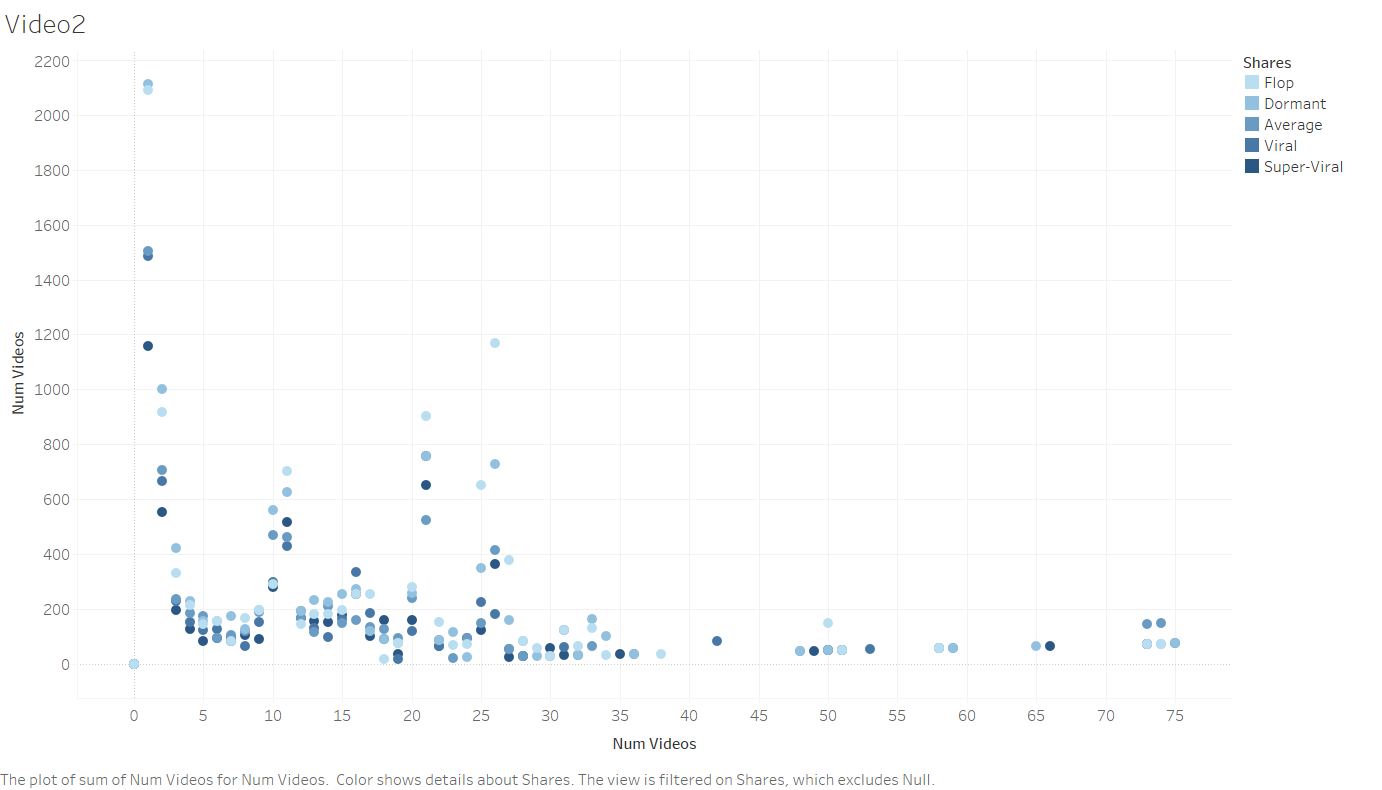 Video2
Shares
Flop
Dormant
Average
Viral
Super-Viral
Num Videos
2200
2000
1800
1600
1400
1200
1000
800
600
400
200
0
0 5 10 15 20 25 30 35 40 45 50 55 60 65 70 75
Num Videos
The plot of sum of Num Videos for Num Videos. Color shows details about Shares. The view is filtered on Shares, which excludes Null.